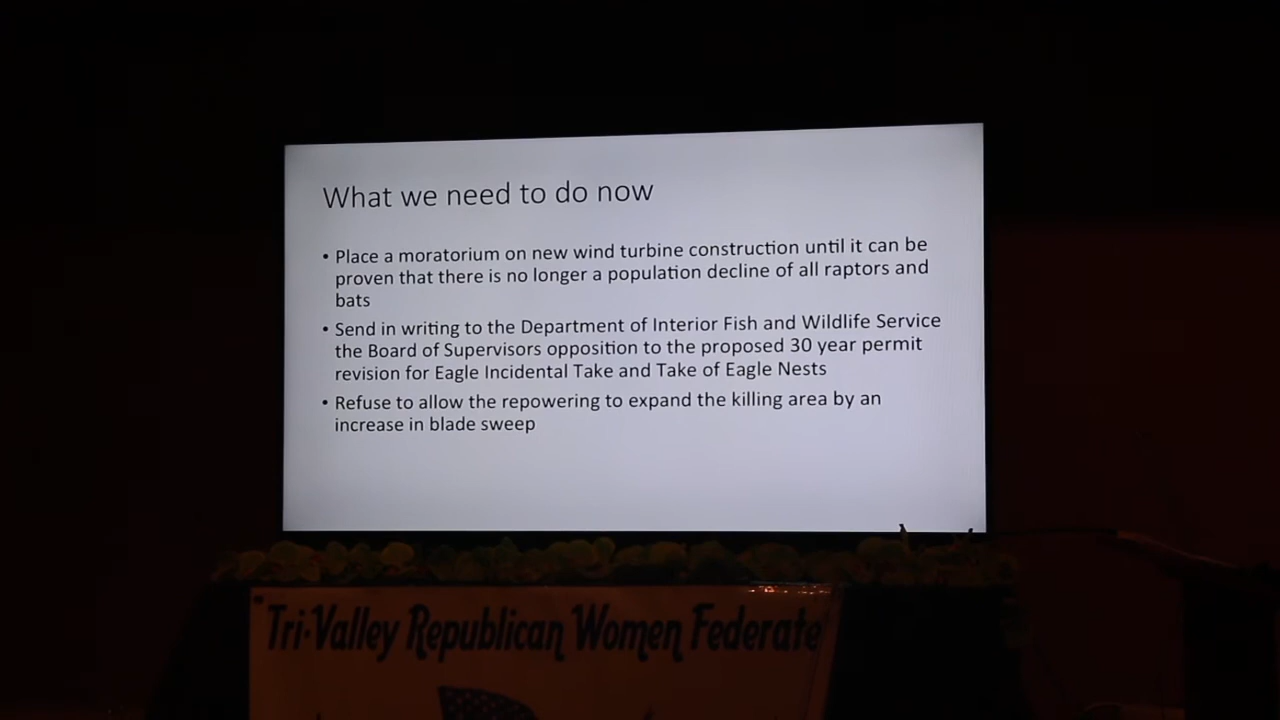 What we need to do now
• Place a moratorium on new wind turbine construction until it can be
proven that there is no longer a population decline of all raptors and
bats
• Send in writing to the Department of Interior Fish and Wildlife Service
the Board of Supervisors opposition to the proposed 30 year permit
revision for Eagle Incidental Take and Take of Eagle Nests
• Refuse to allow the repowering to expand the killing area by an
increase in blade sweep
Tri-Valley Republican Women Federate